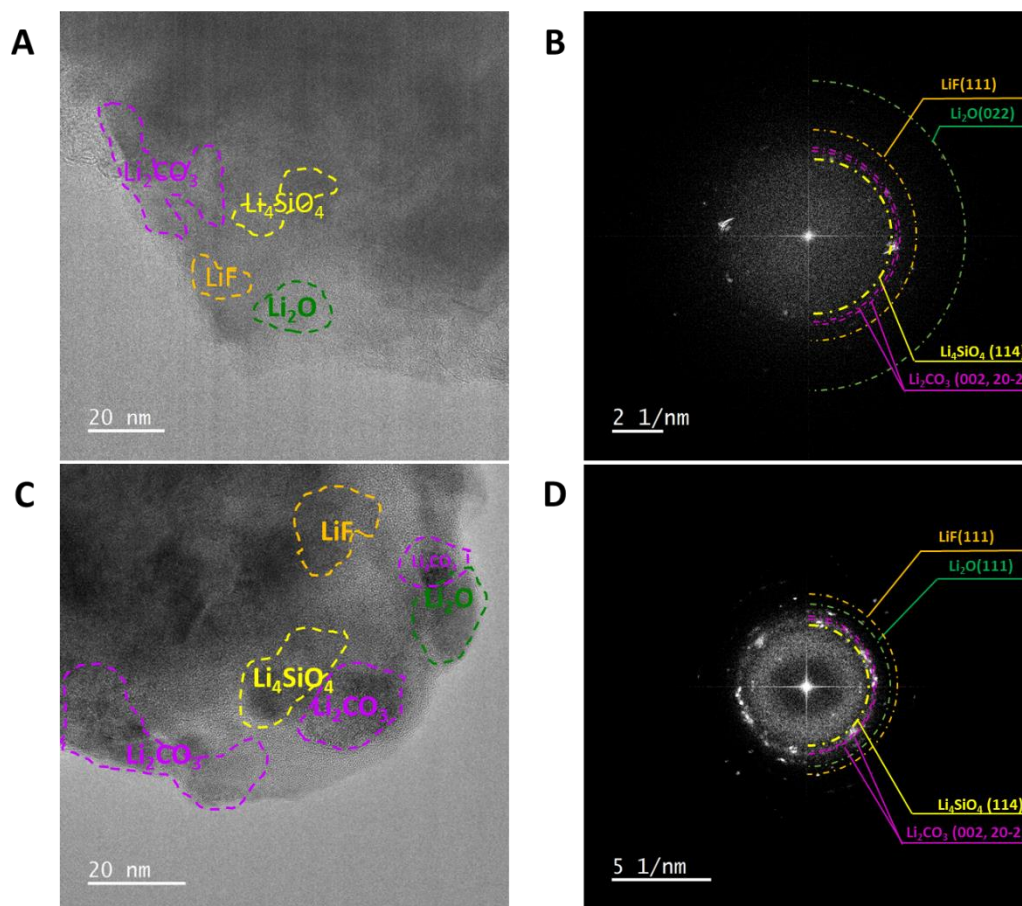 A
Li₂CO₃
Li₄SiO₄
LiF
Li₂O
20 nm
B
LiF(111)
Li₂O(022)
Li₄SiO₄ (114)
Li₂CO₃ (002, 20-2
2 1/nm
C
LiF
Li₂CO₃
Li₂O
Li₄SiO₄
Li₂CO₃
Li₂CO₃
20 nm
D
LiF(111)
Li₂O(111)
Li₄SiO₄ (114)
Li₂CO₃ (002, 20-2
5 1/nm